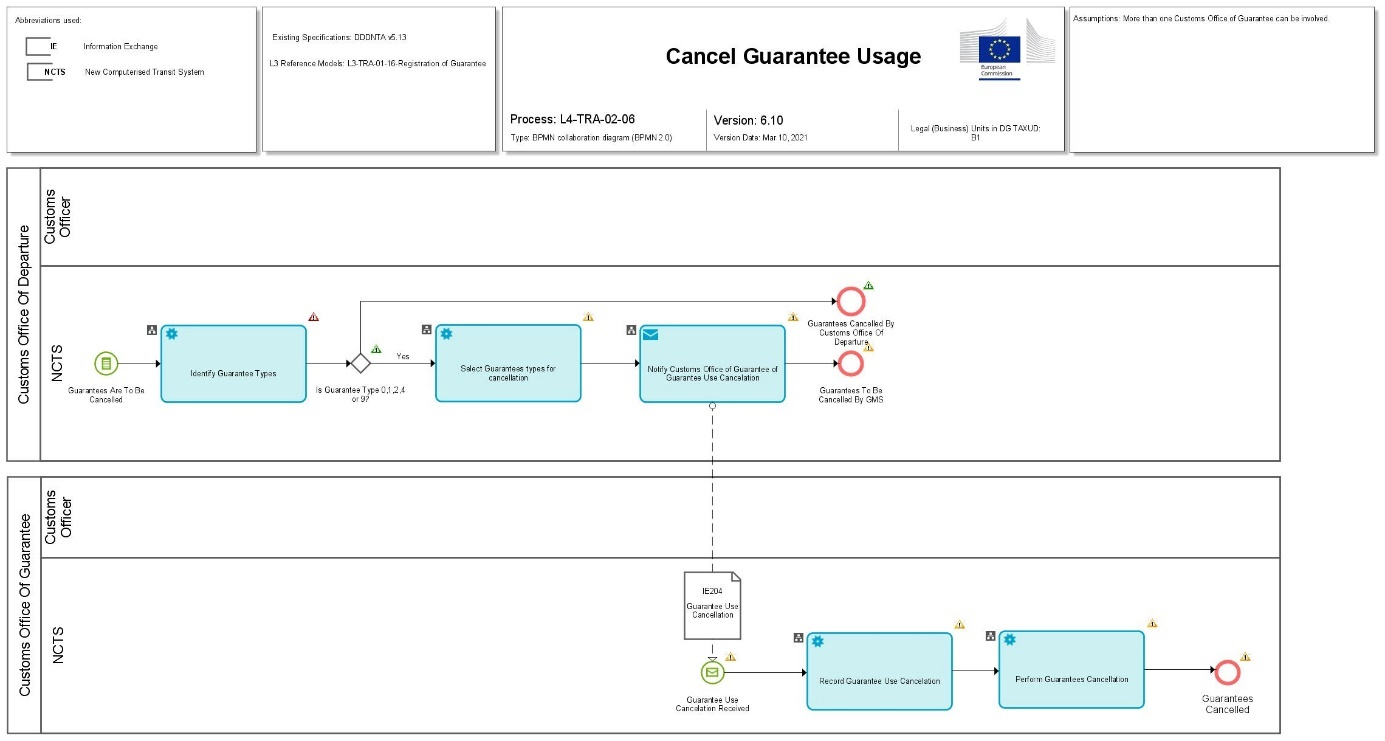 Abbreviations used:
IE
Information Exchange
NCTS
New Computerised Transit System
Existing Specifications: DDDNTA v5.13
L3 Reference Models: L3-TRA-01-16-Registration of Guarantee
Cancel Guarantee Usage
European
Commission
Process: L4-TRA-02-06
Type: BPMN collaboration diagram (BPMN 2.0)
Version: 6.10
Version Date: Mar 10, 2021
Legal (Business) Units in DG TAXUD:
B1
Assumptions: More than one Customs Office of Guarantee can be involved.
Customs Office Of Departure
Customs
Officer
NCTS
Guarantees Are To Be
Cancelled
Identify Guarantee Types
Is Guarantee Type 0,1,2,4
or 9?
Yes
Select Guarantees types for
cancellation
Notify Customs Office of Guarantee of
Guarantee Use Cancelation
Guarantees Cancelled By
Customs Office Of
Departure
Guarantees To Be
Cancelled By GMS
Customs Office Of Guarantee
Customs
Officer
NCTS
IE204
Guarantee Use
Cancellation
Guarantee Use
Cancelation Received
Record Guarantee Use Cancelation
Perform Guarantees Cancellation
Guarantees
Cancelled